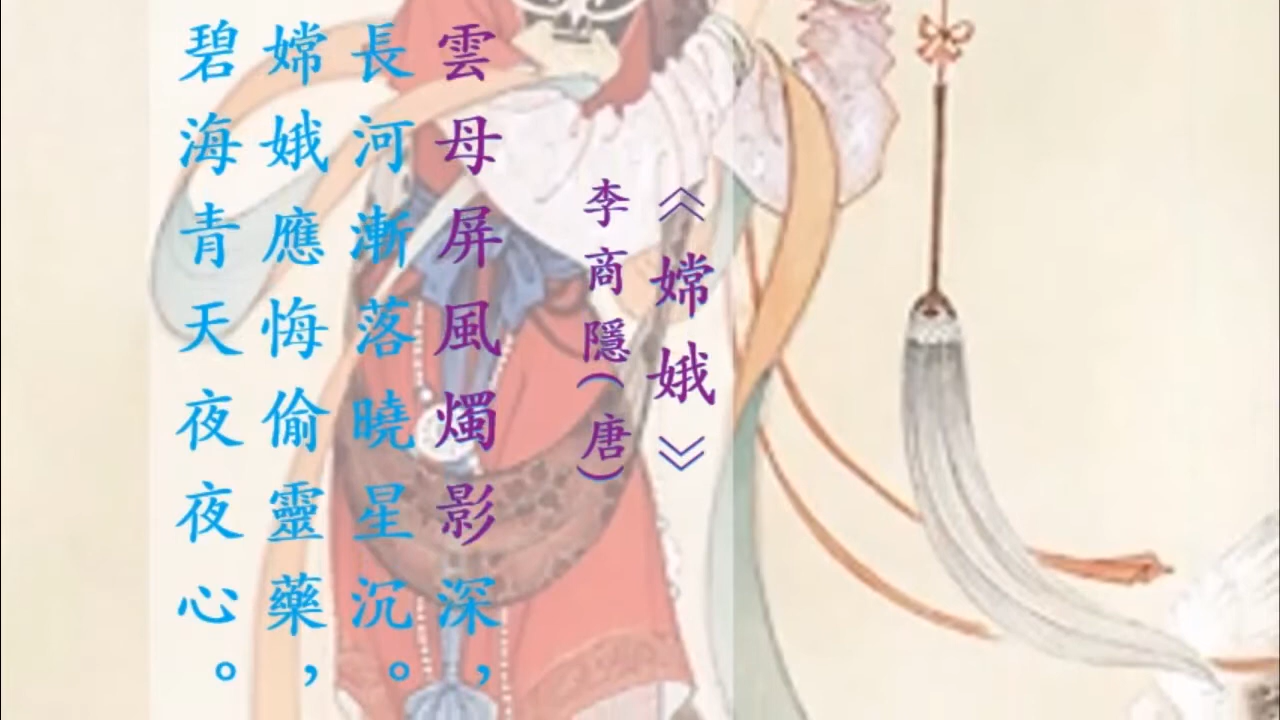 《嫦娥》
李商隱(唐)
雲母屏風燭影深，
長河漸落曉星沉。
嫦娥應悔偷靈藥，
碧海青天夜夜心。